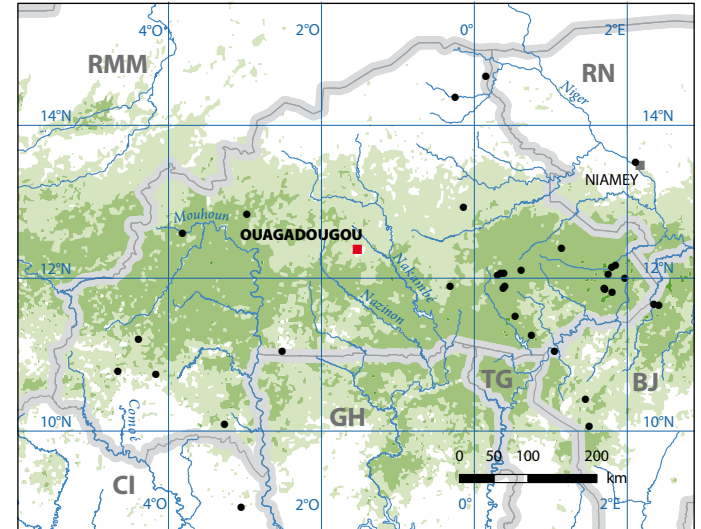 4°O 2°O 0° 2°E
RMM
RN
Niger
14°N 14°N
NIAMEY
Mouhoun
OUAGADOUGOU
Nakambé
12°N 12°N
Nazinon
TG
BJ
Comoé
GH
10°N 10°N
0 50 100 200
km
CI
4°O 2°O 0° 2°E